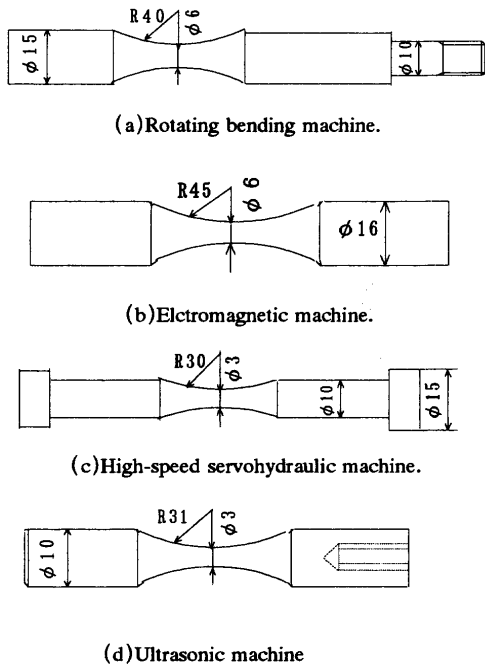 R40
φ6
φ15
φ10
(a)Rotating bending machine.
R45
φ6
φ16
(b)Elctromagnetic machine.
R30
φ3
φ10
φ15
(c)High-speed servohydraulic machine.
R31
φ3
φ10
(d)Ultrasonic machine